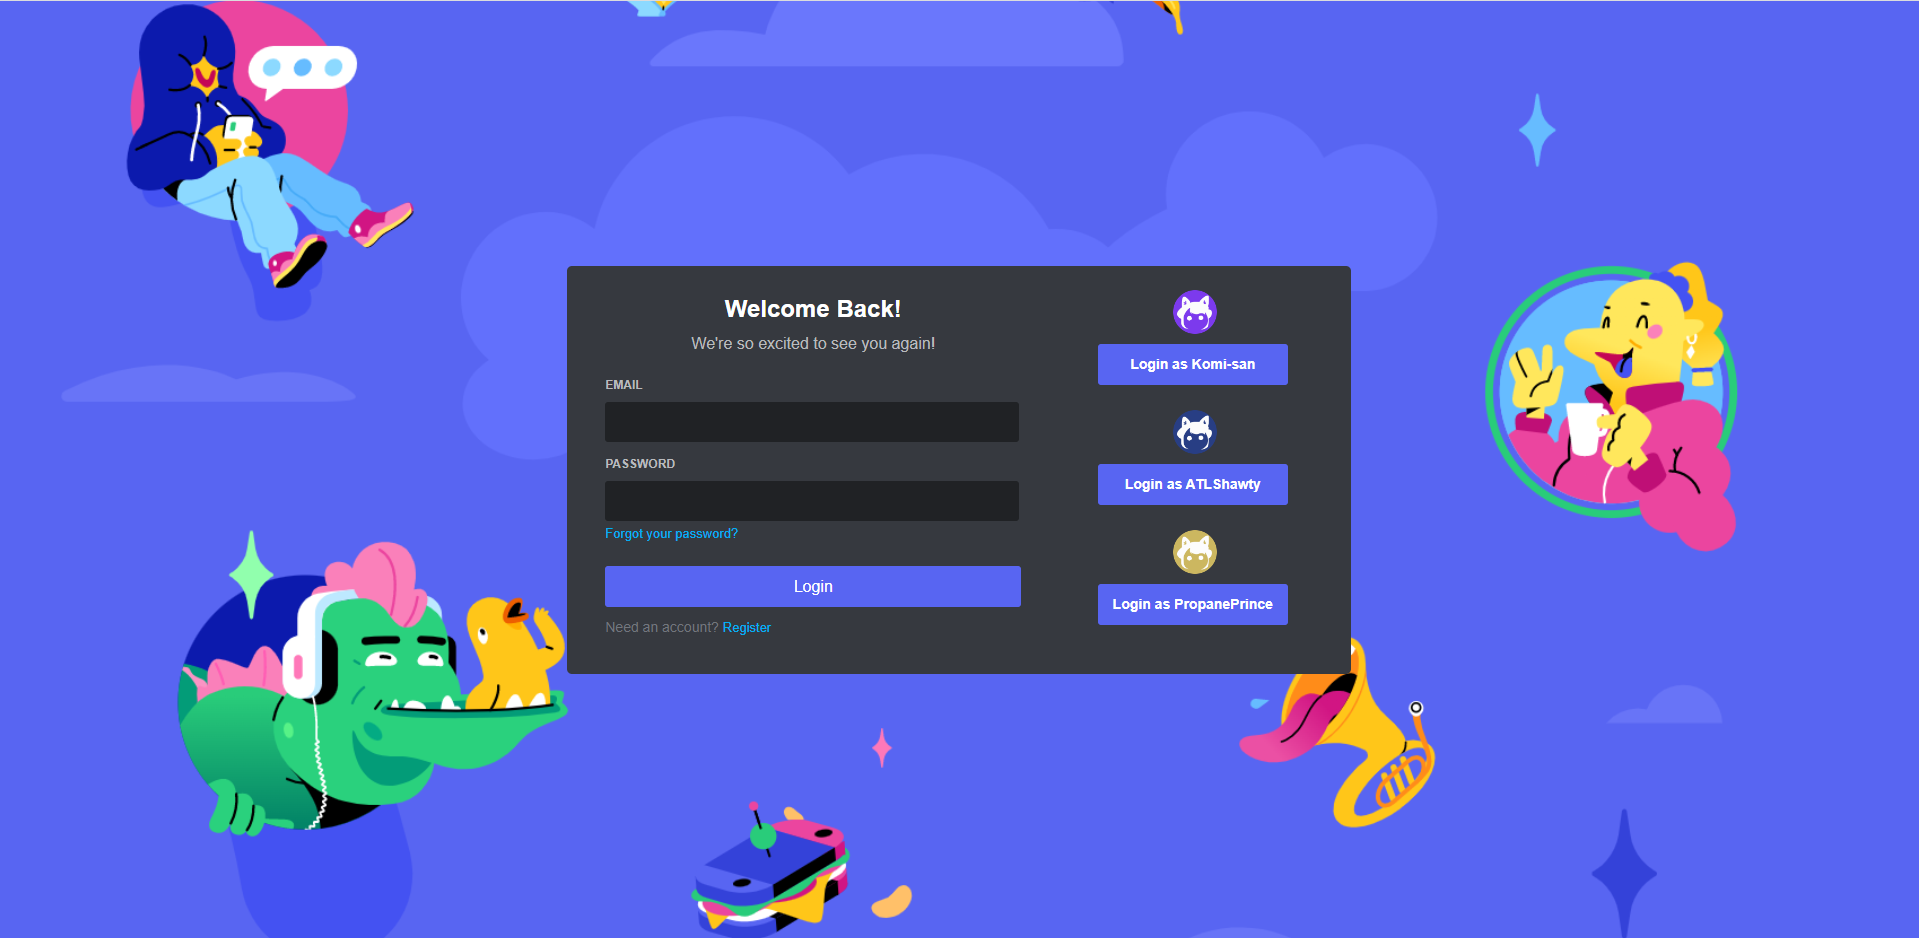 Welcome Back!
We're so excited to see you again!
EMAIL
PASSWORD
Forgot your password?
Login
Need an account? Register
Login as Komi-san
Login as ATLShawty
Login as PropanePrince